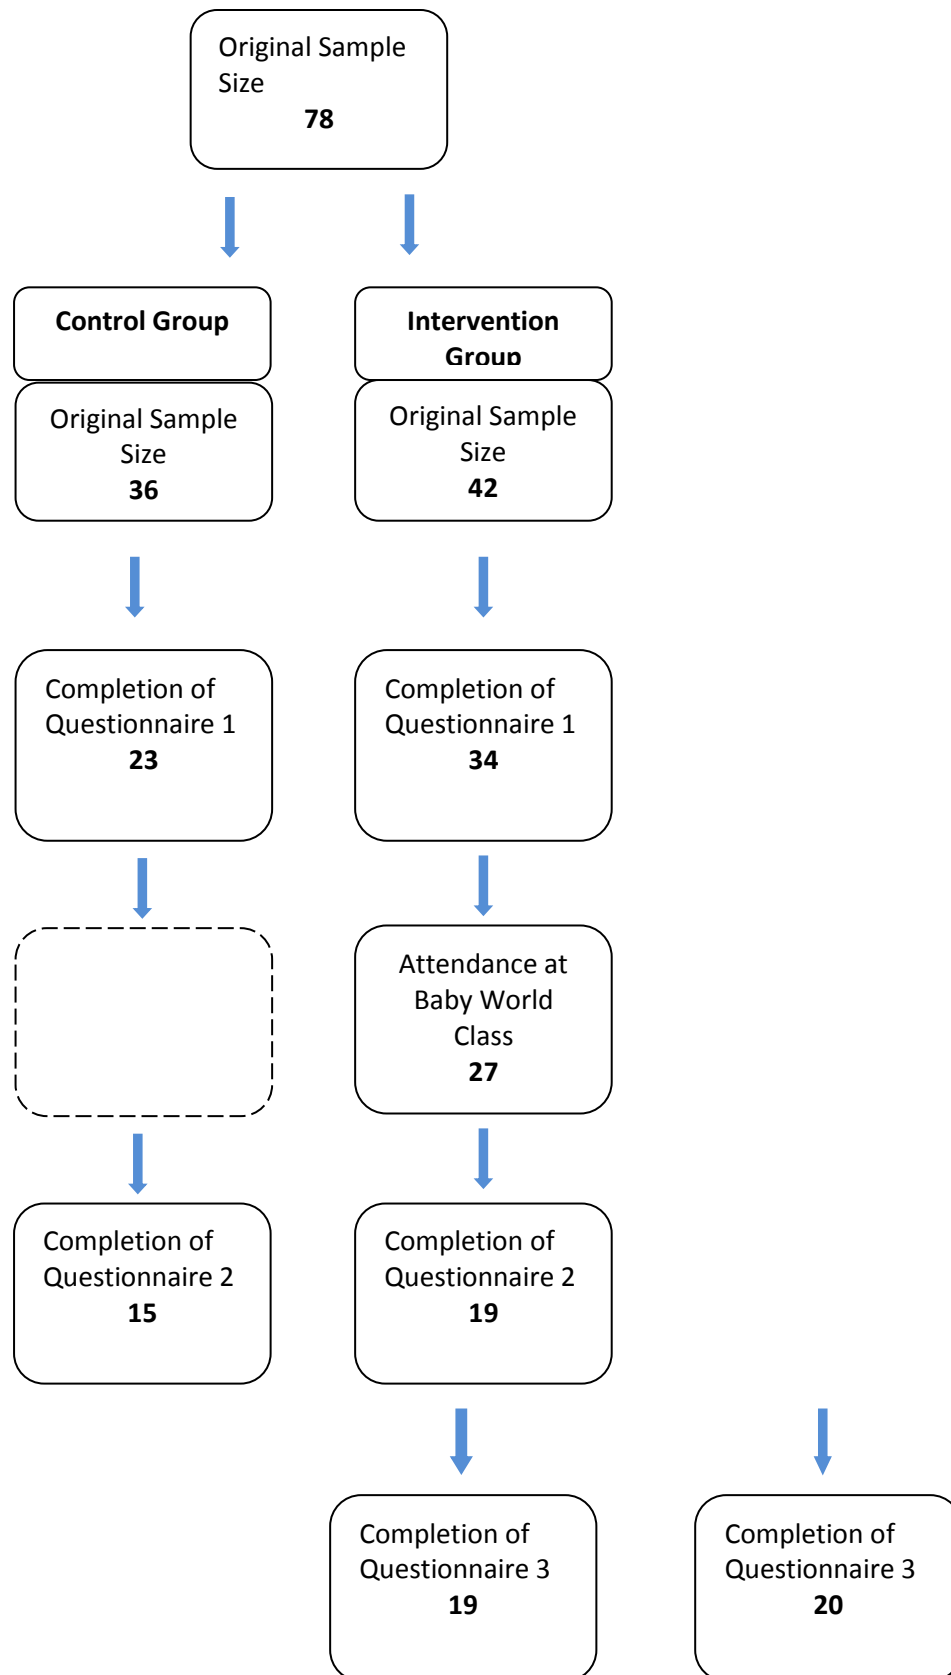 Original Sample
Size
78
Control Group
Intervention
Group
Original Sample
Size
36
Original Sample
Size
42
Completion of
Questionnaire 1
23
Completion of
Questionnaire 1
34
Attendance at
Baby World
Class
27
Completion of
Questionnaire 2
15
Completion of
Questionnaire 2
19
Completion of
Questionnaire 3
19
Completion of
Questionnaire 3
20